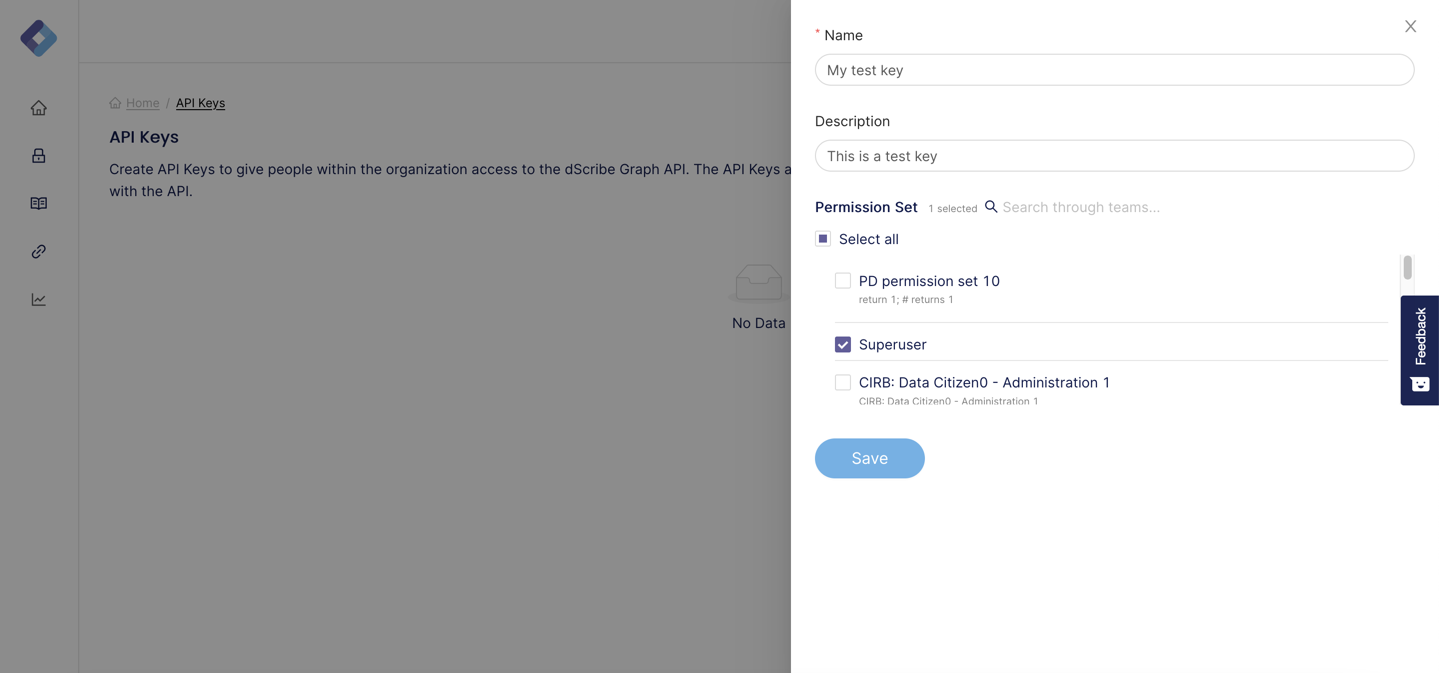 Home / API Keys
API Keys
Create API Keys to give people within the organization access to the dScribe Graph API. The API Keys a
with the API.
No Data
* Name
My test key
Description
This is a test key
Permission Set 1 selected Search through teams...
Select all
PD permission set 10
return 1; # returns 1
Superuser
CIRB: Data Citizen0 - Administration 1
CIRB: Data Citizen0 - Administration 1
Save
Feedback